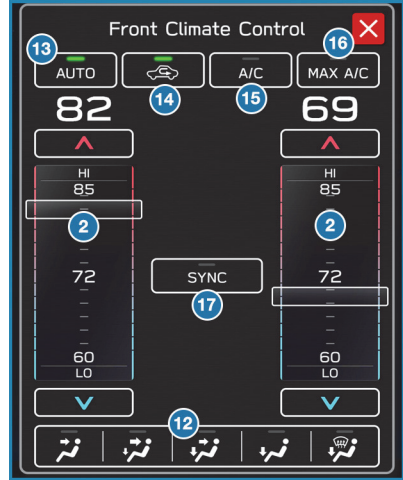 Front Climate Control
13 16
AUTO A/C MAX A/C
14 15
82 69
HI HI
85 85
2 2
72 72
SYNC
17
60 60
LO LO
12